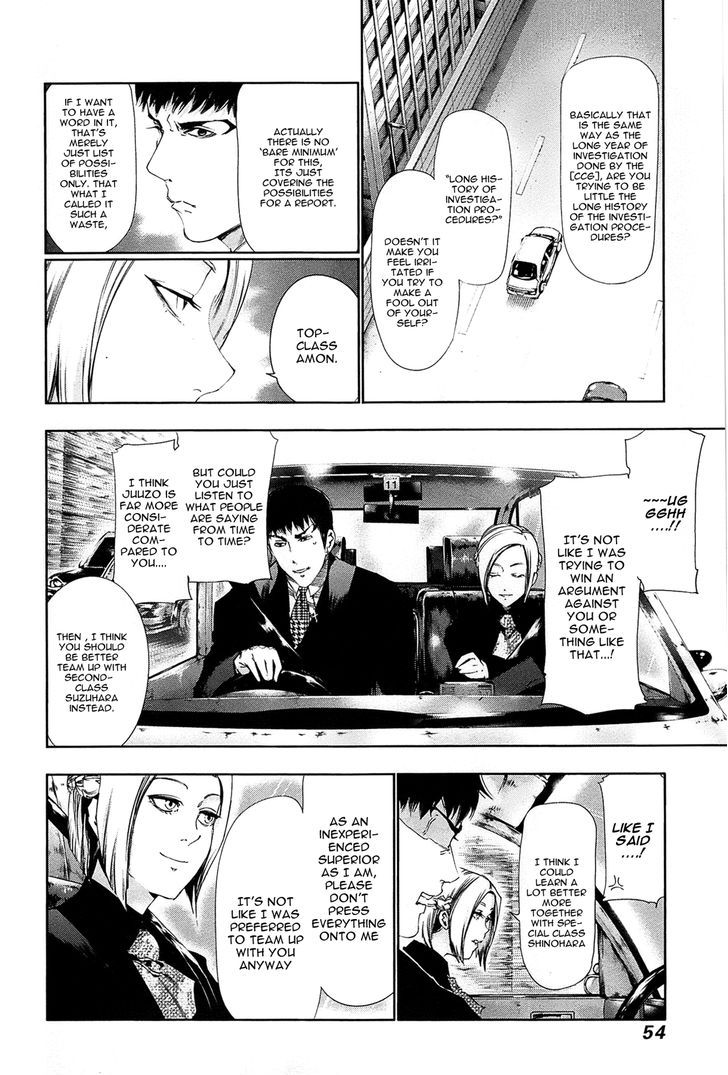 BASICALLY THAT
IS THE SAME
WAY AS THE
LONG YEAR OF
INVESTIGATION
DONE BY THE
[CCG], ARE YOU
TRYING TO BE
LITTLE THE
LONG HISTORY
OF THE INVESTI-
GATION PROCE-
DURES?
"LONG HIS-
TORY OF
INVESTIGA-
TION PRO-
CEDURES?"
DOESN'T IT
MAKE YOU
FEEL IRRI-
TATED IF
YOU TRY TO
MAKE A
FOOL OUT
OF YOUR-
SELF?
ACTUALLY
THERE IS NO
'BARE MINIMUM'
FOR THIS,
ITS JUST
COVERING THE
POSSIBILITIES
FOR A REPORT.
IF I WANT
TO HAVE A
WORD IN IT,
THAT'S
MERELY
JUST LIST
OF POSSI-
BILITIES
ONLY. THAT
WHAT I
CALLED IT
SUCH A
WASTE,
TOP-
CLASS
AMON.
~~~UG
GGHH
....!!
IT'S NOT
LIKE I WAS
TRYING TO
WIN AN
ARGUMENT
AGAINST
YOU OR
SOME-
THING LIKE
THAT...!
11
BUT COULD
YOU JUST
LISTEN TO
WHAT PEOPLE
ARE SAYING
FROM TIME
TO TIME?
I THINK
JUUZO IS
FAR MORE
CONSI-
DERATE
COM-
PARED TO
YOU....
THEN , I THINK
YOU SHOULD
BE BETTER
TEAM UP WITH
SECOND-
CLASS
SUZUHARA
INSTEAD.
LIKE I
SAID
....!
I THINK I
COULD
LEARN A
LOT BETTER
MORE
TOGETHER
WITH SPE-
CIAL CLASS
SHINOHARA
AS AN
INEXPERI-
ENCED
SUPERIOR
AS I AM,
PLEASE
DON'T
PRESS
EVERYTHING
ONTO ME
IT'S NOT
LIKE I WAS
PREFERRED
TO TEAM UP
WITH YOU
ANYWAY
54